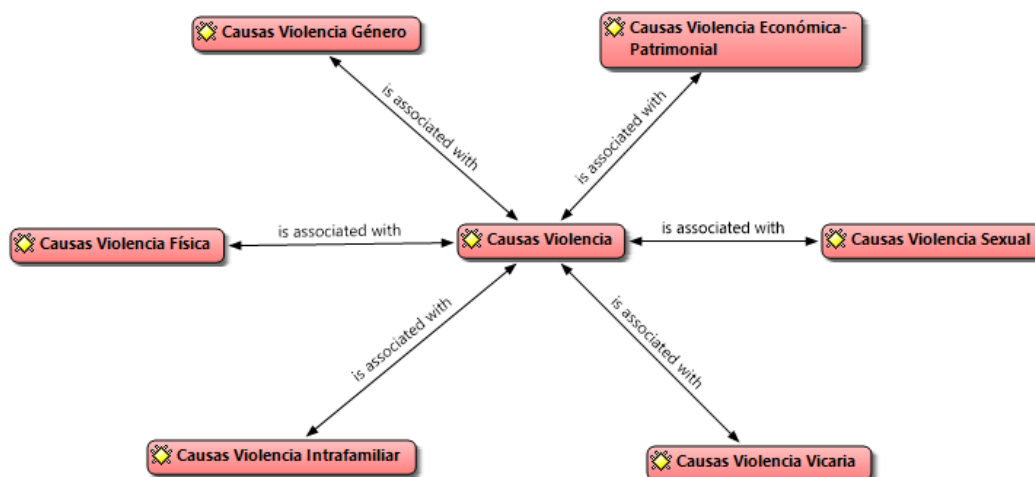 Causas Violencia Género
Causas Violencia Económica-
Patrimonial
is associated with
is associated with
Causas Violencia Física
is associated with
Causas Violencia
is associated with
Causas Violencia Sexual
is associated with
is associated with
Causas Violencia Intrafamiliar
Causas Violencia Vicaria